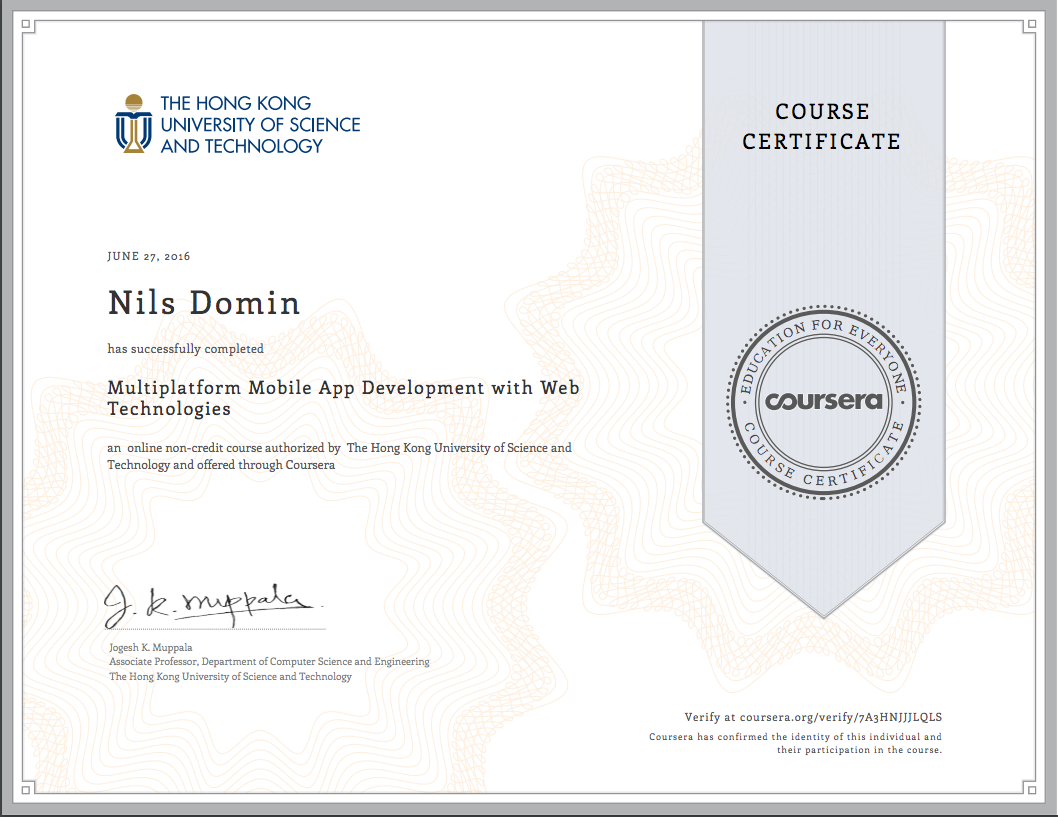 THE HONG KONG
UNIVERSITY OF SCIENCE
AND TECHNOLOGY
COURSE
CERTIFICATE
JUNE 27, 2016
Nils Domin
has successfully completed
Multiplatform Mobile App Development with Web
Technologies
an online non-credit course authorized by The Hong Kong University of Science and
Technology and offered through Coursera
EDUCATION FOR EVERYONE
coursera
COURSE CERTIFICATE
J. K. Muppala
Jogesh K. Muppala
Associate Professor, Department of Computer Science and Engineering
The Hong Kong University of Science and Technology
Verify at coursera.org/verify/7A3HNJJJLQLS
Coursera has confirmed the identity of this individual and
their participation in the course.